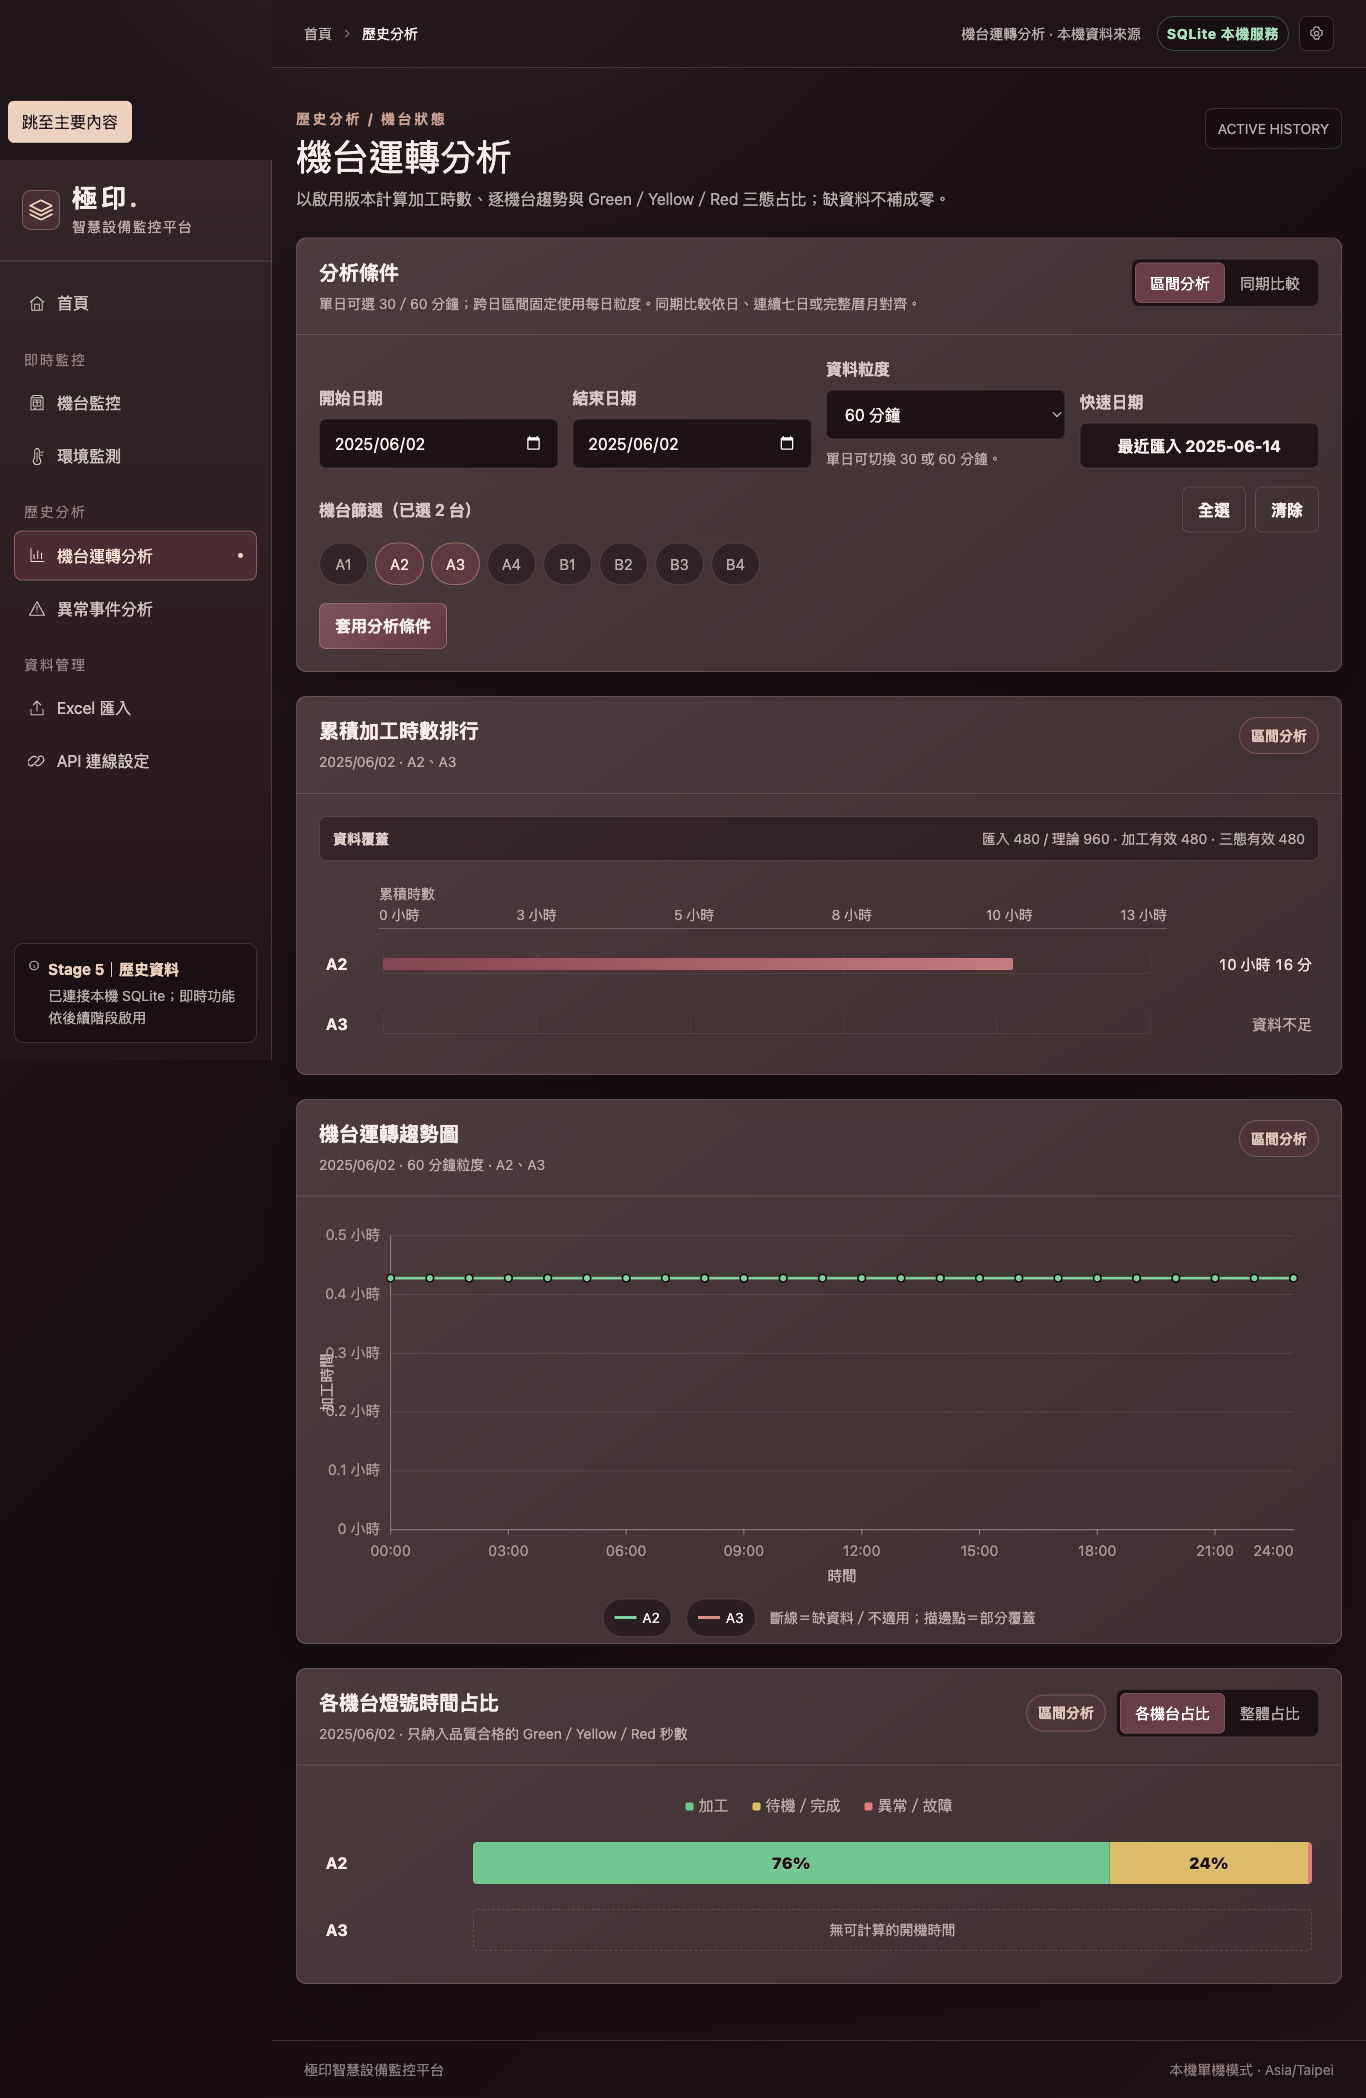 首頁 › 歷史分析
機台運轉分析 · 本機資料來源
SQLite 本機服務
跳至主要內容
極印.
智慧設備監控平台
首頁
即時監控
機台監控
環境監測
歷史分析
機台運轉分析
異常事件分析
資料管理
Excel 匯入
API 連線設定
Stage 5｜歷史資料
已連接本機 SQLite；即時功能
依後續階段啟用
歷史分析 / 機台狀態
機台運轉分析
以啟用版本計算加工時數、逐機台趨勢與 Green / Yellow / Red 三態占比；缺資料不補成零。
ACTIVE HISTORY
分析條件
單日可選 30 / 60 分鐘；跨日區間固定使用每日粒度。同期比較依日、連續七日或完整曆月對齊。
區間分析 同期比較
開始日期
2025/06/02
結束日期
2025/06/02
資料粒度
60 分鐘
單日可切換 30 或 60 分鐘。
快速日期
最近匯入 2025-06-14
機台篩選（已選 2 台）
全選 清除
A1 A2 A3 A4 B1 B2 B3 B4
套用分析條件
累積加工時數排行
2025/06/02 · A2、A3
區間分析
資料覆蓋
匯入 480 / 理論 960 · 加工有效 480 · 三態有效 480
累積時數
0 小時 3 小時 5 小時 8 小時 10 小時 13 小時
A2 10 小時 16 分
A3 資料不足
機台運轉趨勢圖
2025/06/02 · 60 分鐘粒度 · A2、A3
區間分析
加工時間
0.5 小時
0.4 小時
0.3 小時
0.2 小時
0.1 小時
0 小時
00:00 03:00 06:00 09:00 12:00 15:00 18:00 21:00 24:00
時間
A2 A3 斷線＝缺資料 / 不適用；描邊點＝部分覆蓋
各機台燈號時間占比
2025/06/02 · 只納入品質合格的 Green / Yellow / Red 秒數
區間分析
各機台占比 整體占比
加工 待機 / 完成 異常 / 故障
A2 76% 24%
A3 無可計算的開機時間
極印智慧設備監控平台
本機單機模式 · Asia/Taipei